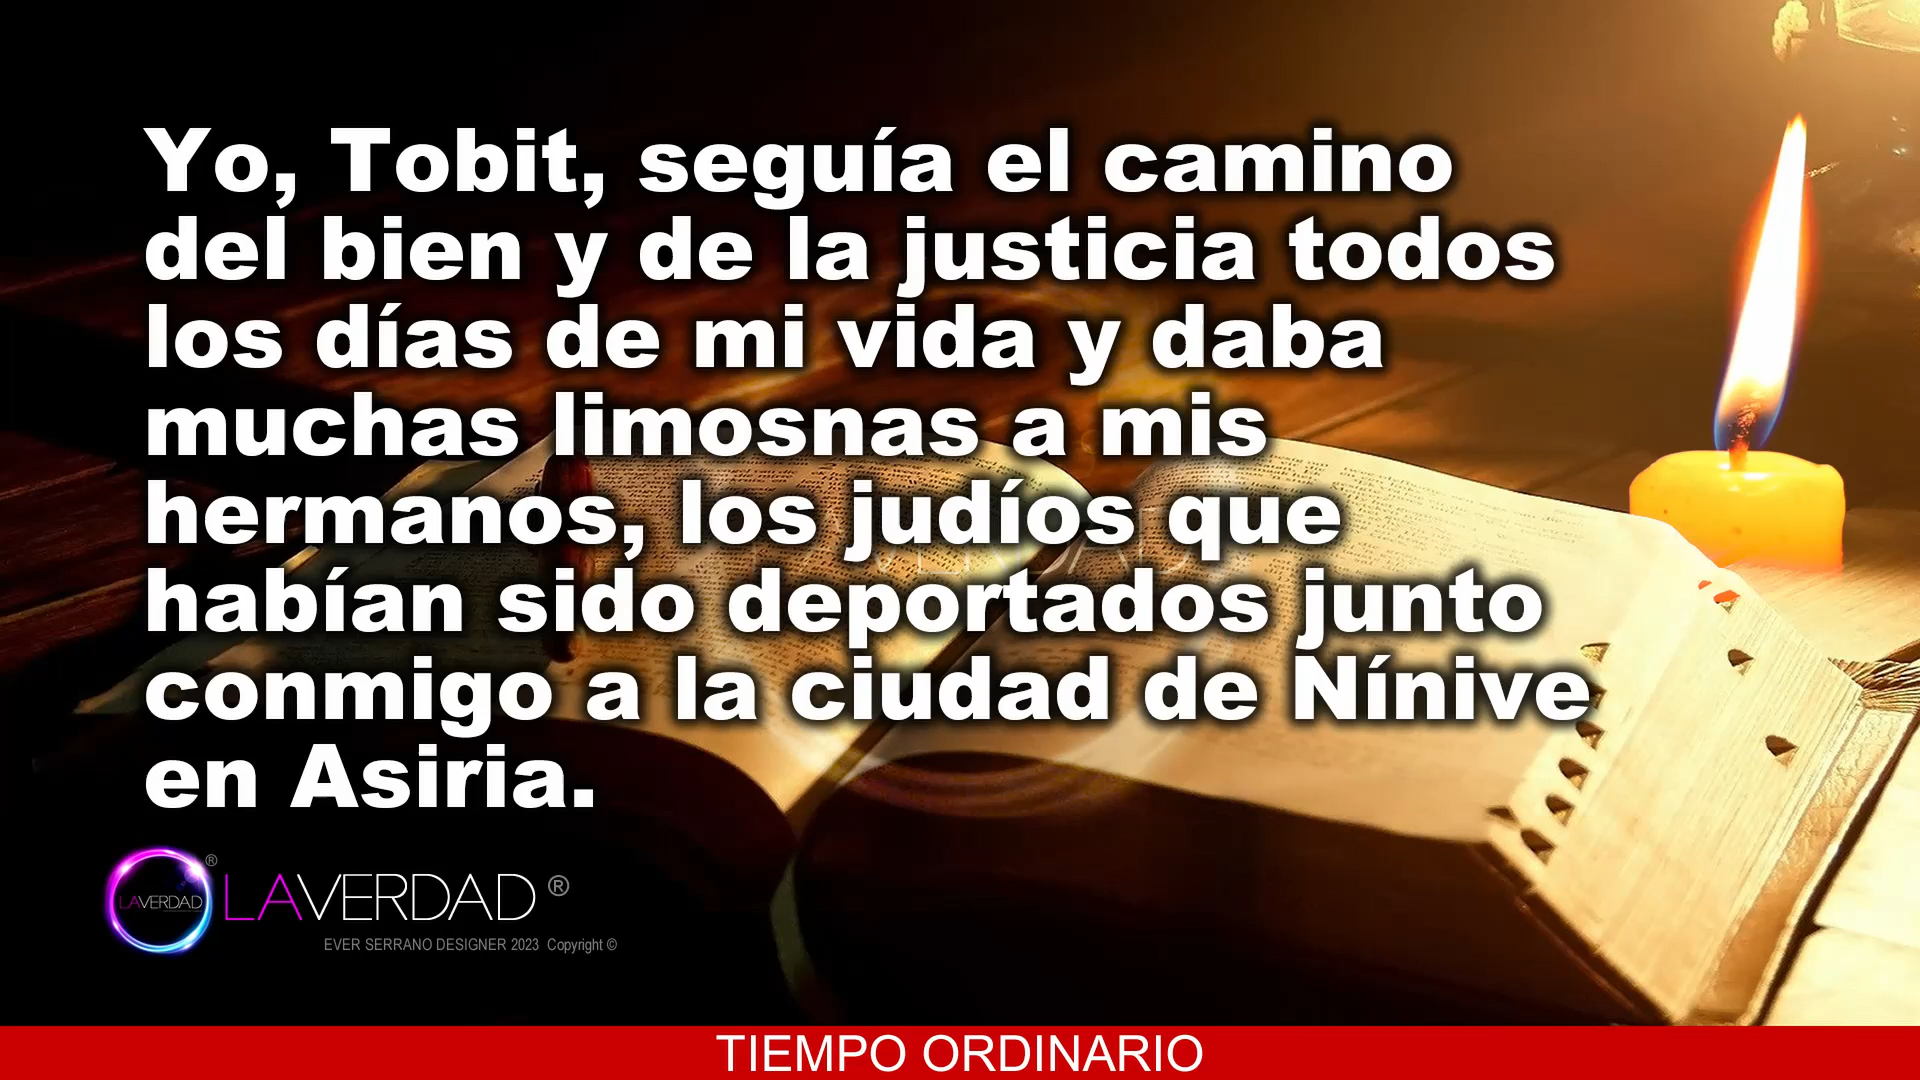 Yo, Tobit, seguía el camino
del bien y de la justicia todos
los días de mi vida y daba
muchas limosnas a mis
hermanos, los judíos que
habían sido deportados junto
conmigo a la ciudad de Nínive
en Asiria.
LAVERDAD ®
LAVERDAD ®
EVER SERRANO DESIGNER 2023 Copyright ©
TIEMPO ORDINARIO